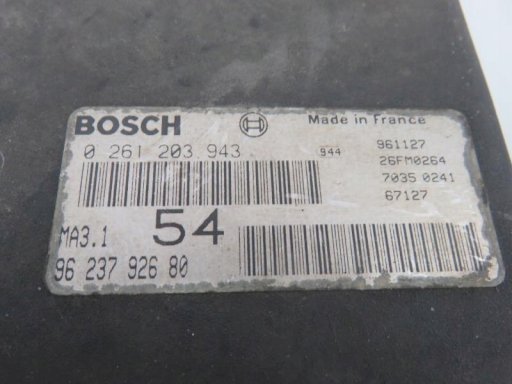 BOSCH
Made in France
0 261 203 943
944
961127
26FM0264
7035 0241
67127
MA3.1
54
96 237 926 80